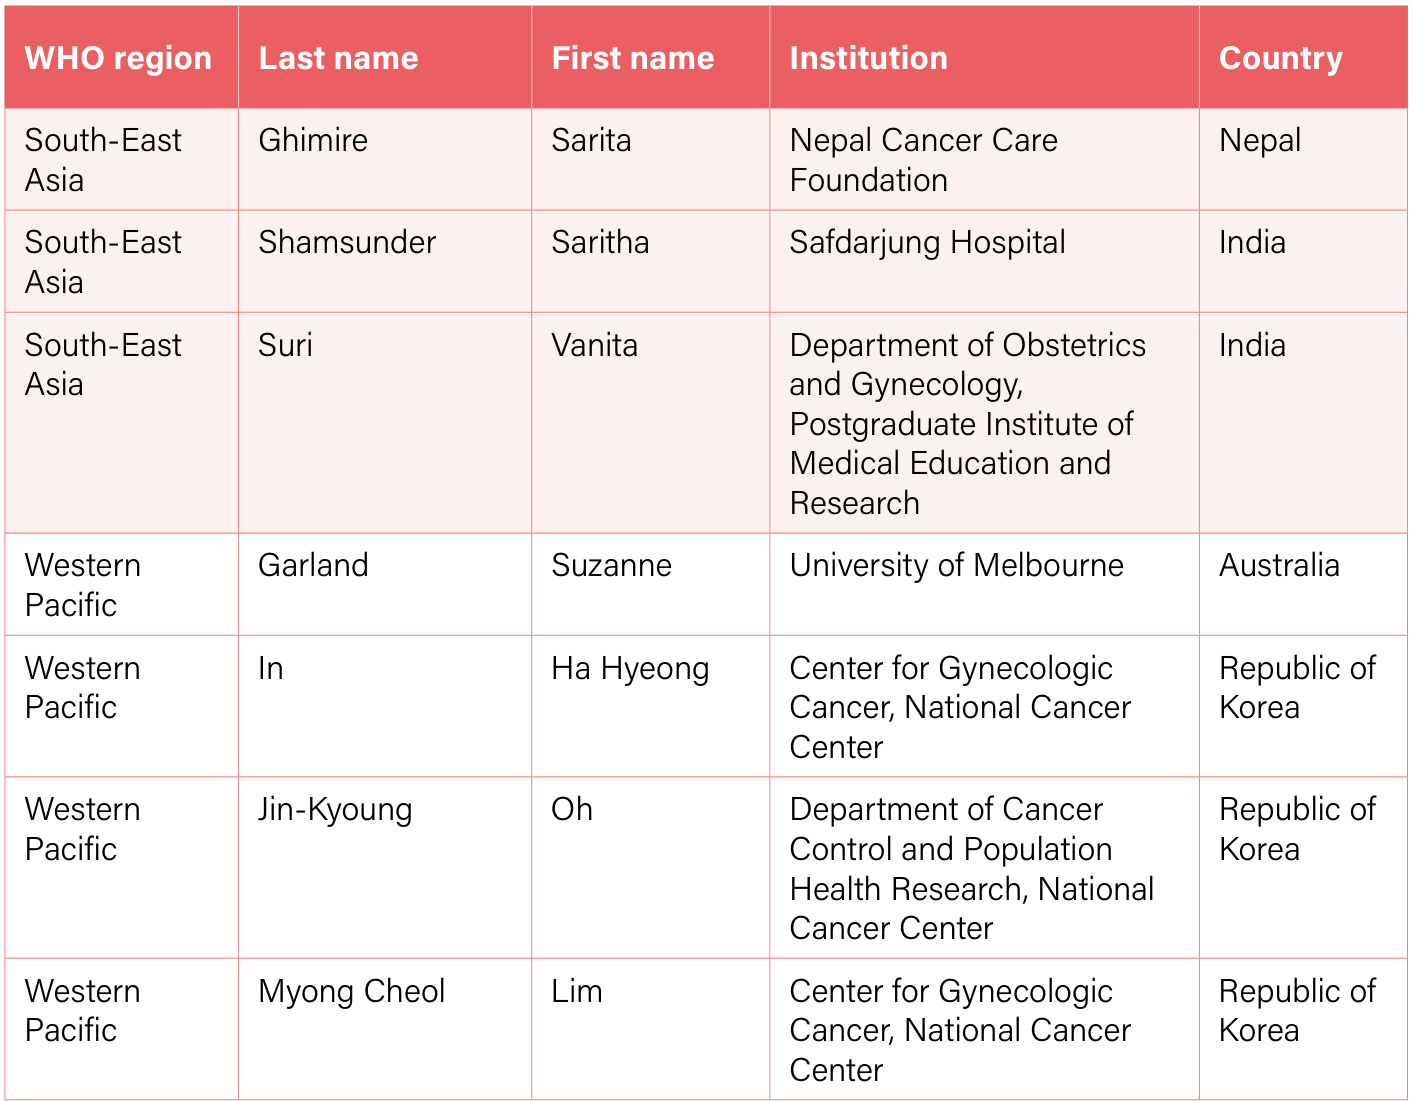 WHO region Last name First name Institution Country
South-East Ghimire Sarita Nepal Cancer Care Nepal
Asia Foundation
South-East Shamsunder Saritha Safdarjung Hospital India
Asia
South-East Suri Vanita Department of Obstetrics India
Asia and Gynecology,
Postgraduate Institute of
Medical Education and
Research
Western Garland Suzanne University of Melbourne Australia
Pacific
Western In Ha Hyeong Center for Gynecologic Republic of
Pacific Cancer, National Cancer Korea
Center
Western Jin-Kyoung Oh Department of Cancer Republic of
Pacific Control and Population Korea
Health Research, National
Cancer Center
Western Myong Cheol Lim Center for Gynecologic Republic of
Pacific Cancer, National Cancer Korea
Center